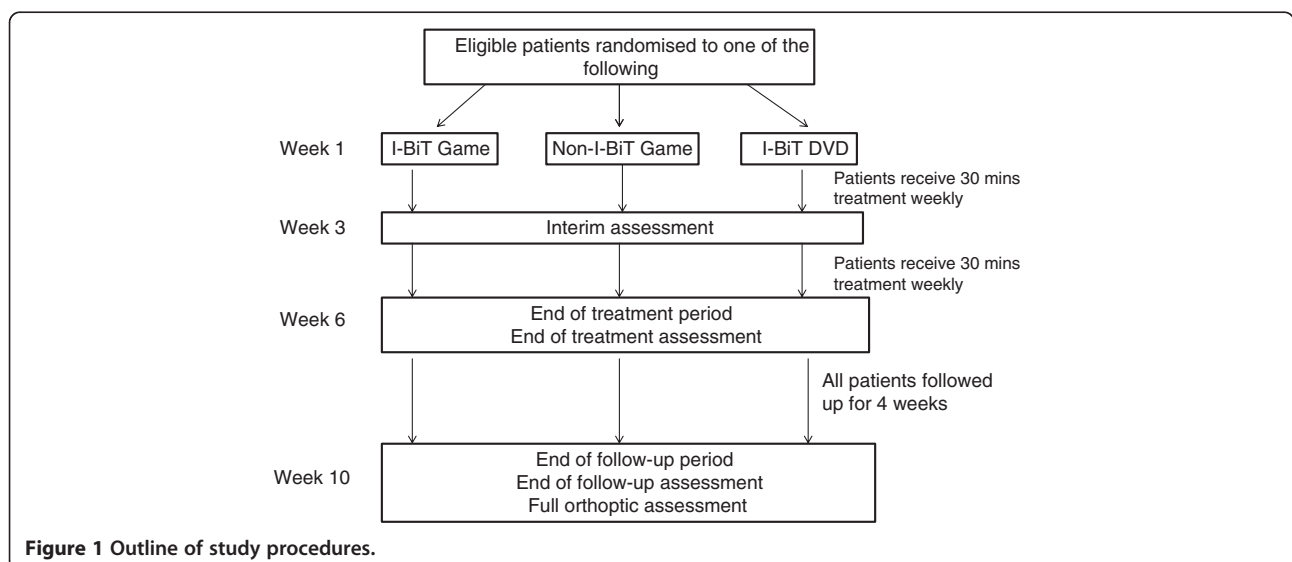 Eligible patients randomised to one of the
following
Week 1
I-BiT Game
Non-I-BiT Game
I-BiT DVD
Patients receive 30 mins
treatment weekly
Week 3
Interim assessment
Patients receive 30 mins
treatment weekly
Week 6
End of treatment period
End of treatment assessment
All patients followed
up for 4 weeks
Week 10
End of follow-up period
End of follow-up assessment
Full orthoptic assessment
Figure 1 Outline of study procedures.